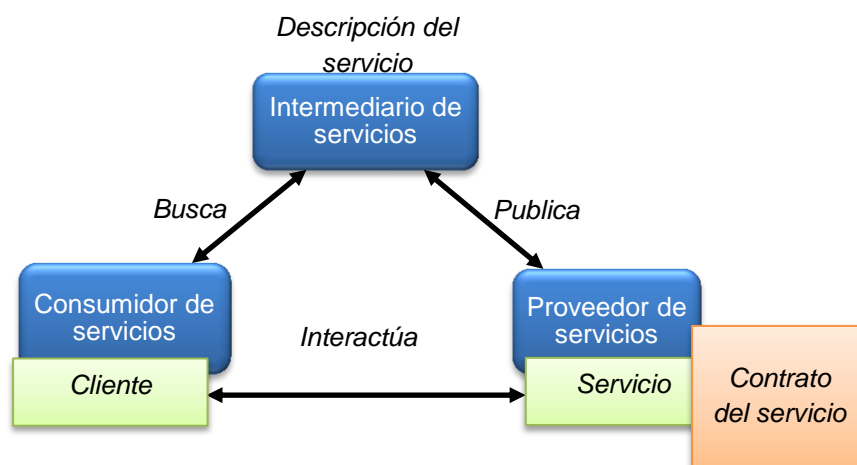 Descripción del
servicio
Intermediario de
servicios
Busca
Publica
Consumidor de
servicios
Interactúa
Proveedor de
servicios
Cliente
Servicio
Contrato
del servicio